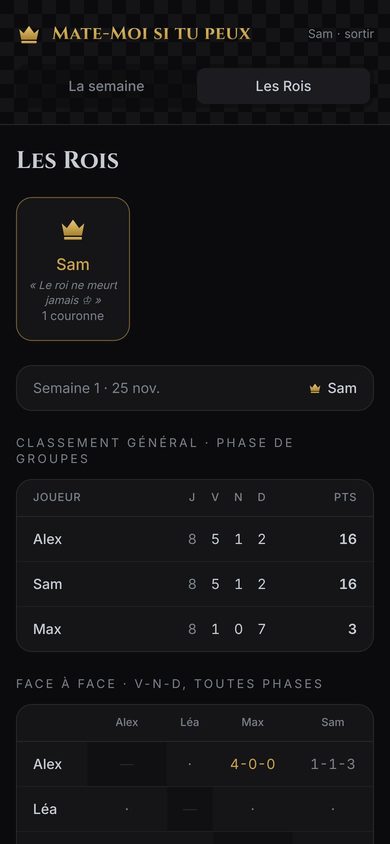 Mate-Moi si tu peux
Sam · sortir
La semaine
Les Rois
Les Rois
Sam
« Le roi ne meurt
jamais ♔ »
1 couronne
Semaine 1 · 25 nov.
Sam
CLASSEMENT GÉNÉRAL · PHASE DE
GROUPES
JOUEUR J V N D PTS
Alex 8 5 1 2 16
Sam 8 5 1 2 16
Max 8 1 0 7 3
FACE À FACE · V-N-D, TOUTES PHASES
Alex Léa Max Sam
Alex — · 4-0-0 1-1-3
Léa · — · ·